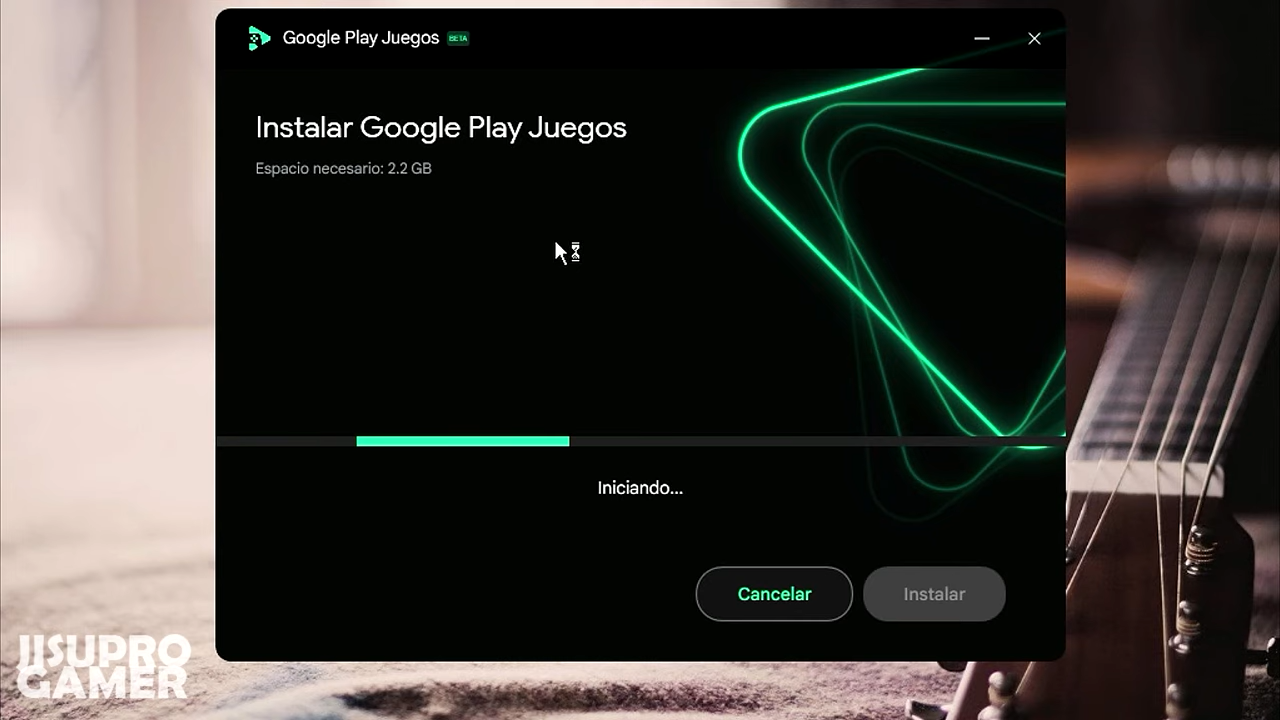 Google Play Juegos BETA
Instalar Google Play Juegos
Espacio necesario: 2.2 GB
Iniciando...
Cancelar Instalar
JJSUPRO
GAMER